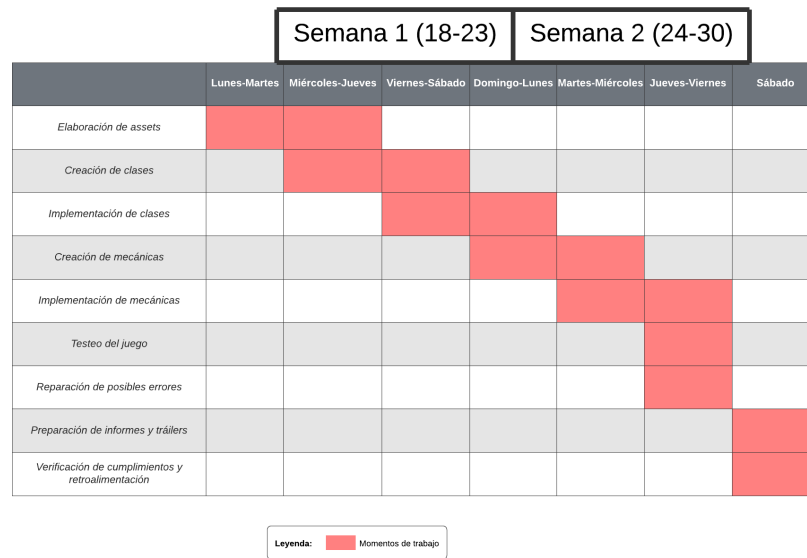 Semana 1 (18-23) Semana 2 (24-30)
Lunes-Martes Miércoles-Jueves Viernes-Sábado Domingo-Lunes Martes-Miércoles Jueves-Viernes Sábado
Elaboración de assets
Creación de clases
Implementación de clases
Creación de mecánicas
Implementación de mecánicas
Testeo del juego
Reparación de posibles errores
Preparación de informes y tráilers
Verificación de cumplimientos y
retroalimentación
Leyenda: Momentos de trabajo